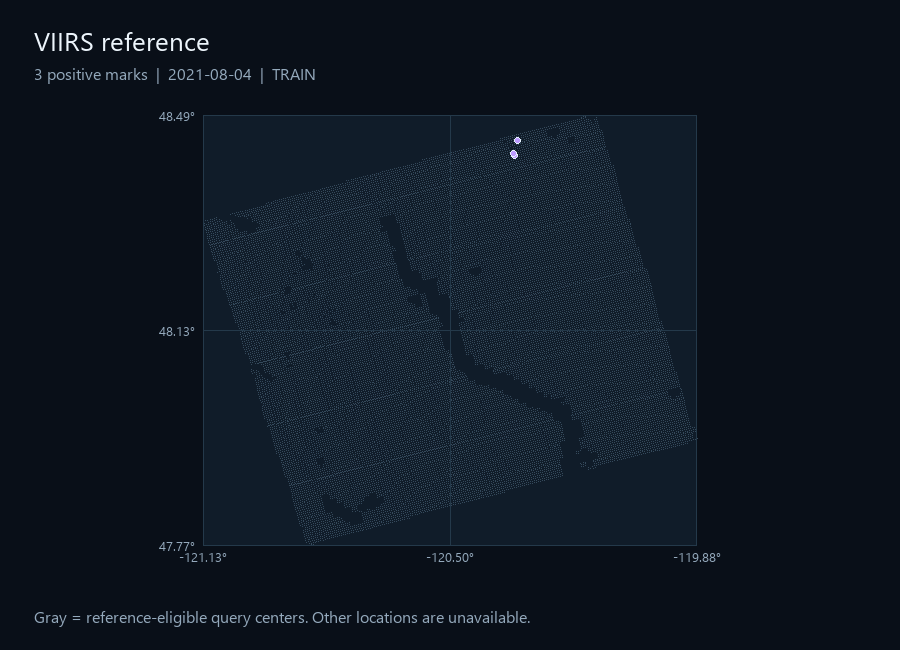 VIIRS reference
3 positive marks | 2021-08-04 | TRAIN
48.49°
48.13°
47.77°
-121.13°
-120.50°
-119.88°
Gray = reference-eligible query centers. Other locations are unavailable.